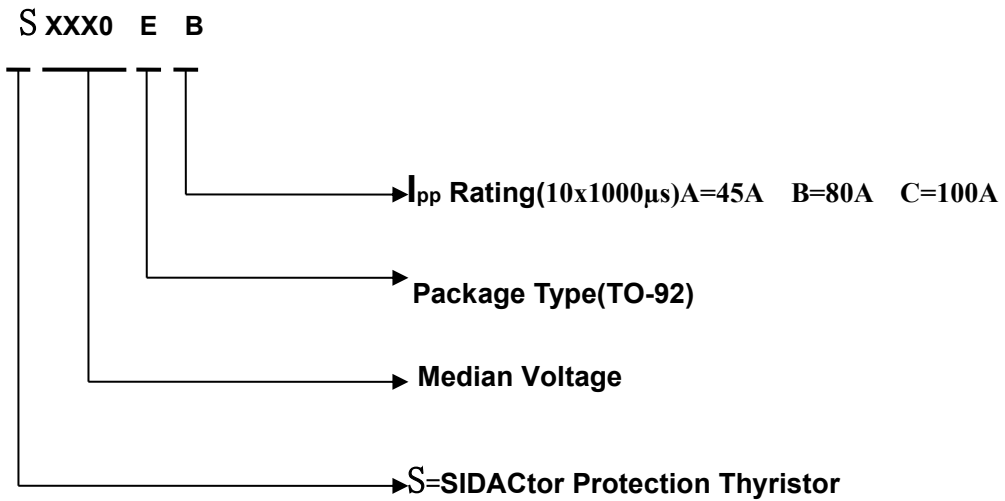 S XXX0 E B
Ipp Rating(10x1000μs)A=45A B=80A C=100A
Package Type(TO-92)
Median Voltage
S=SIDACtor Protection Thyristor